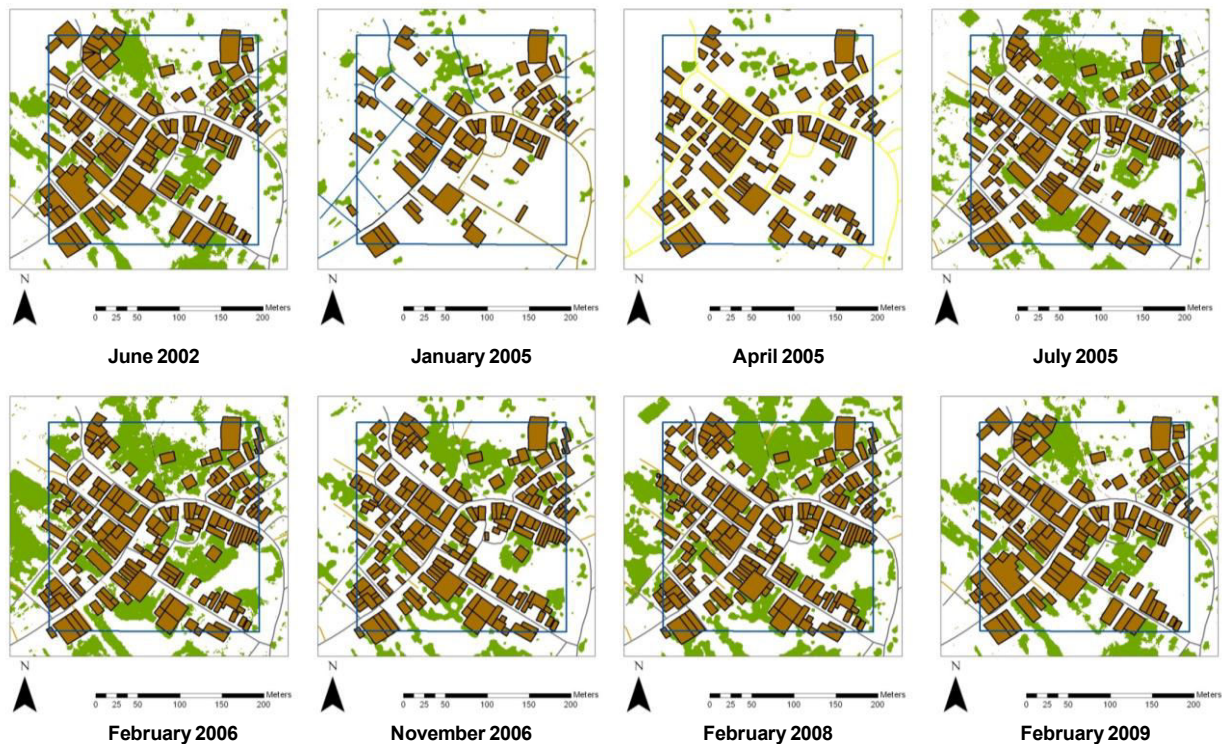 N N N N
Meters Meters Meters Meters
0 25 50 100 150 200 0 25 50 100 150 200 0 25 50 100 150 200 0 25 50 100 150 200
June 2002 January 2005 April 2005 July 2005
N N N N
Meters Meters Meters Meters
0 25 50 100 150 200 0 25 50 100 150 200 0 25 50 100 150 200 0 25 50 100 150 200
February 2006 November 2006 February 2008 February 2009